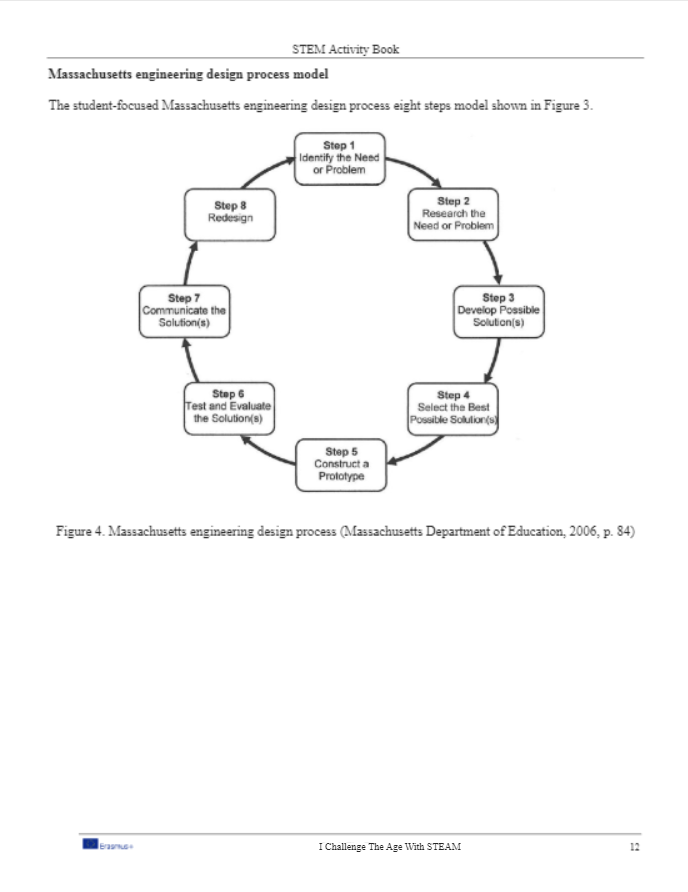 STEM Activity Book
Massachusetts engineering design process model
The student-focused Massachusetts engineering design process eight steps model shown in Figure 3.
Step 1
Identify the Need
or Problem
Step 2
Research the
Need or Problem
Step 3
Develop Possible
Solution(s)
Step 4
Select the Best
Possible Solution(s)
Step 5
Construct a
Prototype
Step 6
Test and Evaluate
the Solution(s)
Step 7
Communicate the
Solution(s)
Step 8
Redesign
Figure 4. Massachusetts engineering design process (Massachusetts Department of Education, 2006, p. 84)
Erasmus+
I Challenge The Age With STEAM
12